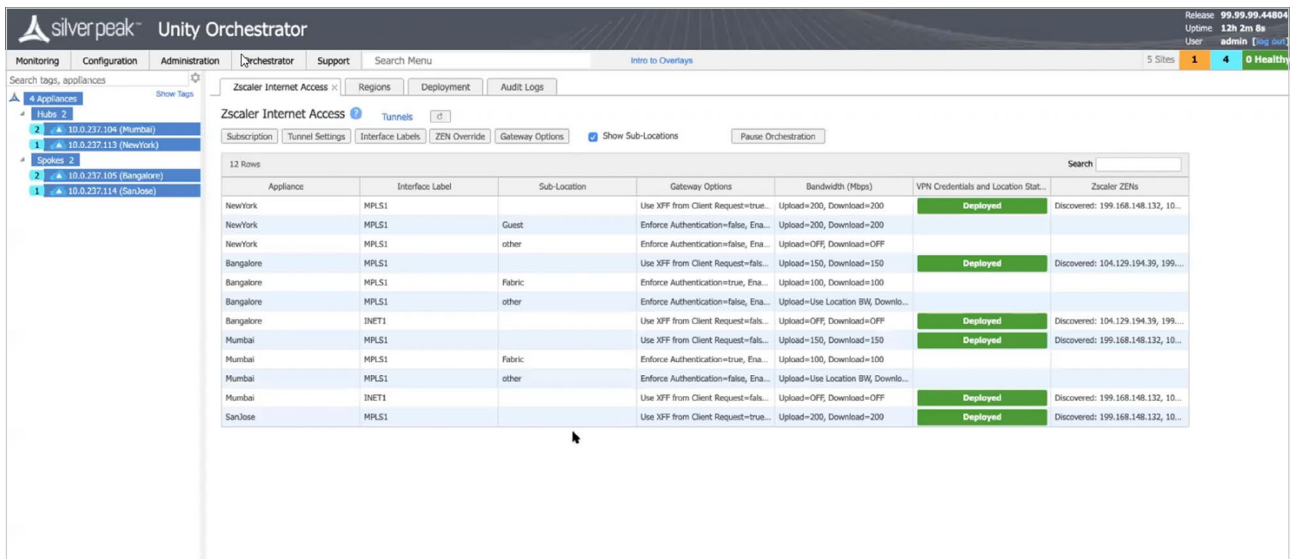 silver peak™ Unity Orchestrator
Release 99.99.99.44804
Uptime 12h 2m 8s
User admin [log out]
Monitoring Configuration Administration Orchestrator Support Search Menu Intro to Overlays 5 Sites 1 4 0 Healthy
Search tags, appliances
Show Tags
4 Appliances
Hubs 2
2 10.0.237.104 (Mumbai)
1 10.0.237.113 (NewYork)
Spokes 2
2 10.0.237.105 (Bangalore)
1 10.0.237.114 (SanJose)
Zscaler Internet Access × Regions Deployment Audit Logs
Zscaler Internet Access ? Tunnels
Subscription Tunnel Settings Interface Labels ZEN Override Gateway Options Show Sub-Locations Pause Orchestration
12 Rows Search
Appliance Interface Label Sub-Location Gateway Options Bandwidth (Mbps) VPN Credentials and Location Stat... Zscaler ZENs
NewYork MPLS1 Use XFF from Client Request=true... Upload=200, Download=200 Deployed Discovered: 199.168.148.132, 10...
NewYork MPLS1 Guest Enforce Authentication=false, Ena... Upload=200, Download=200
NewYork MPLS1 other Enforce Authentication=false, Ena... Upload=OFF, Download=OFF
Bangalore MPLS1 Use XFF from Client Request=fals... Upload=150, Download=150 Deployed Discovered: 104.129.194.39, 199....
Bangalore MPLS1 Fabric Enforce Authentication=true, Ena... Upload=100, Download=100
Bangalore MPLS1 other Enforce Authentication=false, Ena... Upload=Use Location BW, Downlo...
Bangalore INET1 Use XFF from Client Request=fals... Upload=OFF, Download=OFF Deployed Discovered: 104.129.194.39, 199....
Mumbai MPLS1 Use XFF from Client Request=fals... Upload=150, Download=150 Deployed Discovered: 199.168.148.132, 10...
Mumbai MPLS1 Fabric Enforce Authentication=true, Ena... Upload=100, Download=100
Mumbai MPLS1 other Enforce Authentication=false, Ena... Upload=Use Location BW, Downlo...
Mumbai INET1 Use XFF from Client Request=fals... Upload=OFF, Download=OFF Deployed Discovered: 199.168.148.132, 10...
SanJose MPLS1 Use XFF from Client Request=true... Upload=200, Download=200 Deployed Discovered: 199.168.148.132, 10...